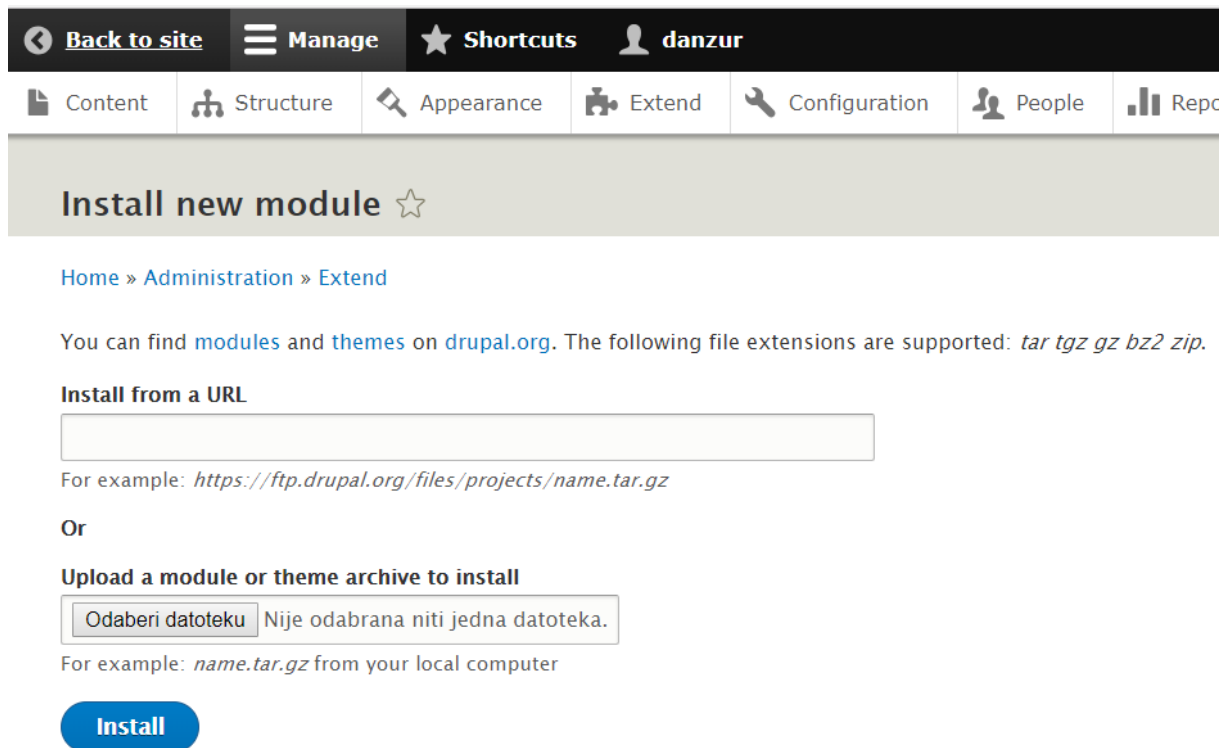 Back to site Manage Shortcuts danzur
Content Structure Appearance Extend Configuration People Repo
Install new module
Home » Administration » Extend
You can find modules and themes on drupal.org. The following file extensions are supported: tar tgz gz bz2 zip.
Install from a URL
For example: https://ftp.drupal.org/files/projects/name.tar.gz
Or
Upload a module or theme archive to install
Odaberi datoteku Nije odabrana niti jedna datoteka.
For example: name.tar.gz from your local computer
Install